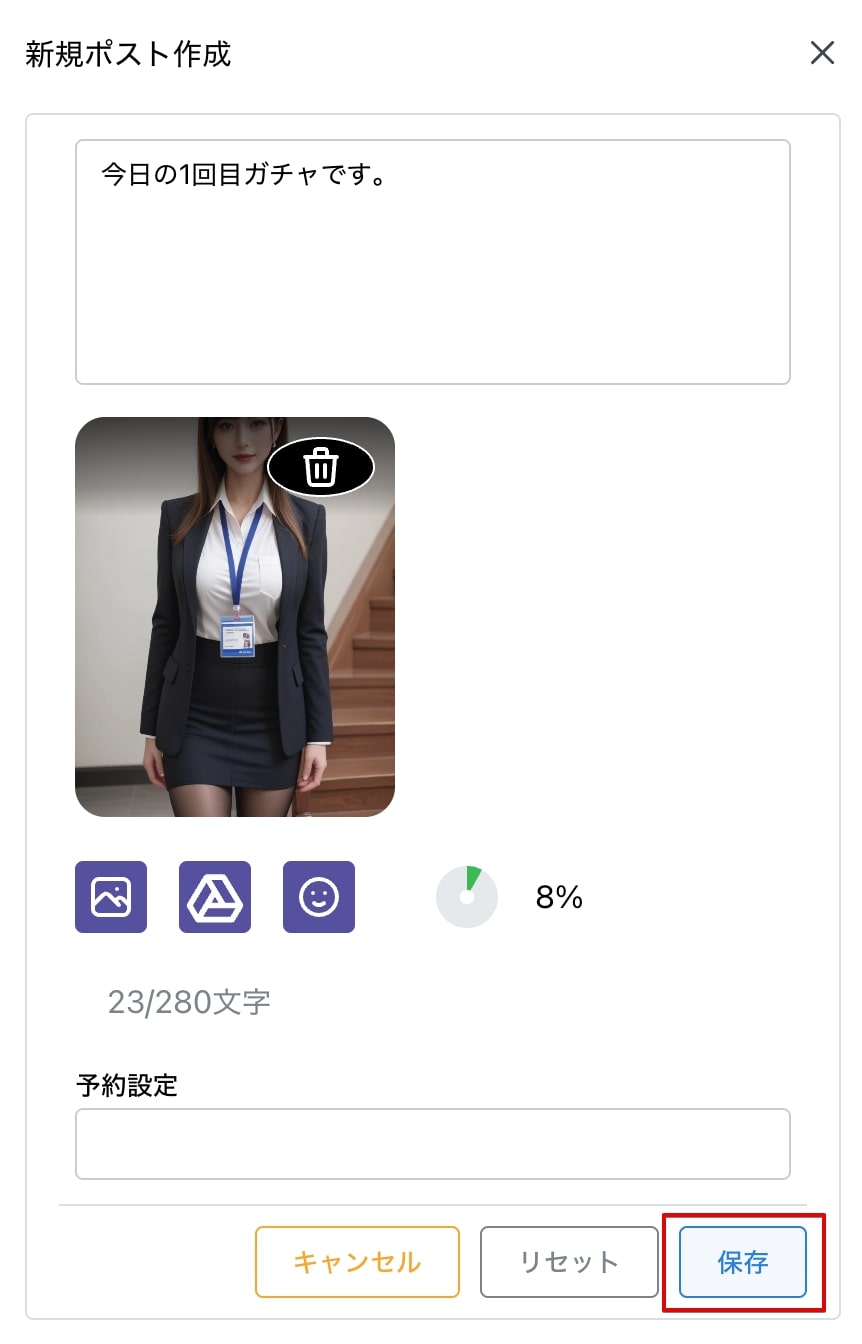 新規ポスト作成
今日の1回目ガチャです。
8%
23/280文字
予約設定
キャンセル
リセット
保存